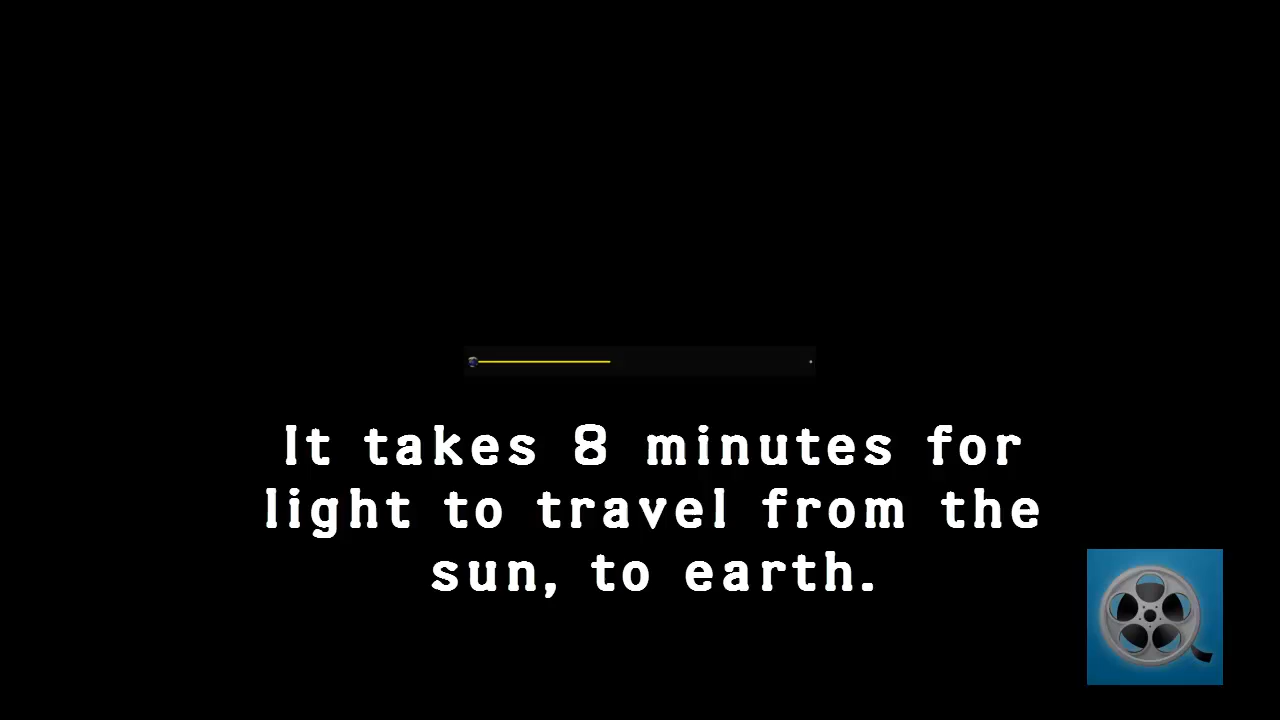 It takes 8 minutes for
light to travel from the
sun, to earth.